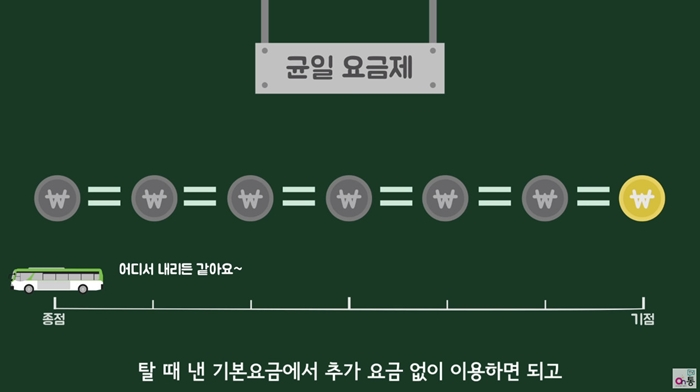 균일 요금제
₩ = ₩ = ₩ = ₩ = ₩ = ₩ = ₩
어디서 내리든 같아요~
종점 기점
탈 때 낸 기본요금에서 추가 요금 없이 이용하면 되고